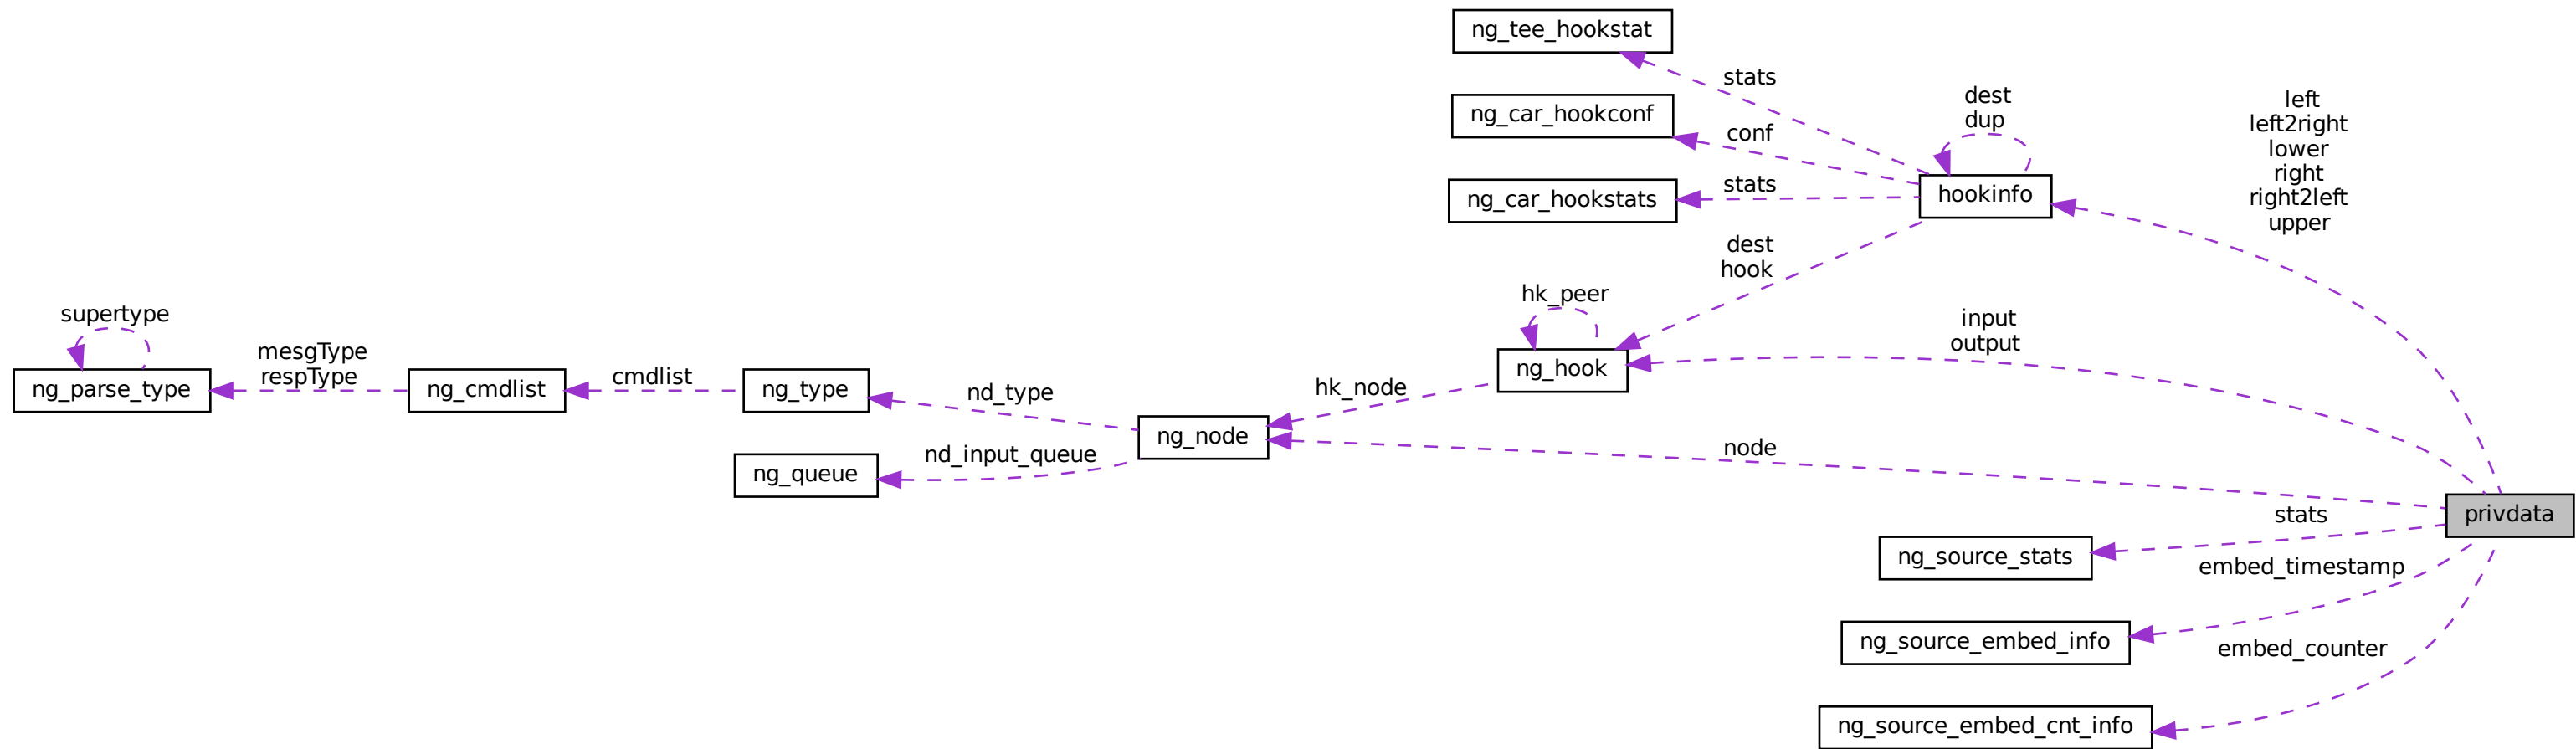 ng_tee_hookstat
stats
dest
dup
left
left2right
lower
right
right2left
upper
ng_car_hookconf
conf
ng_car_hookstats
stats
hookinfo
dest
hook
hk_peer
input
output
supertype
mesgType
respType
ng_parse_type
ng_cmdlist
cmdlist
ng_type
nd_type
hk_node
ng_hook
ng_node
nd_input_queue
ng_queue
node
privdata
stats
ng_source_stats
embed_timestamp
ng_source_embed_info
embed_counter
ng_source_embed_cnt_info